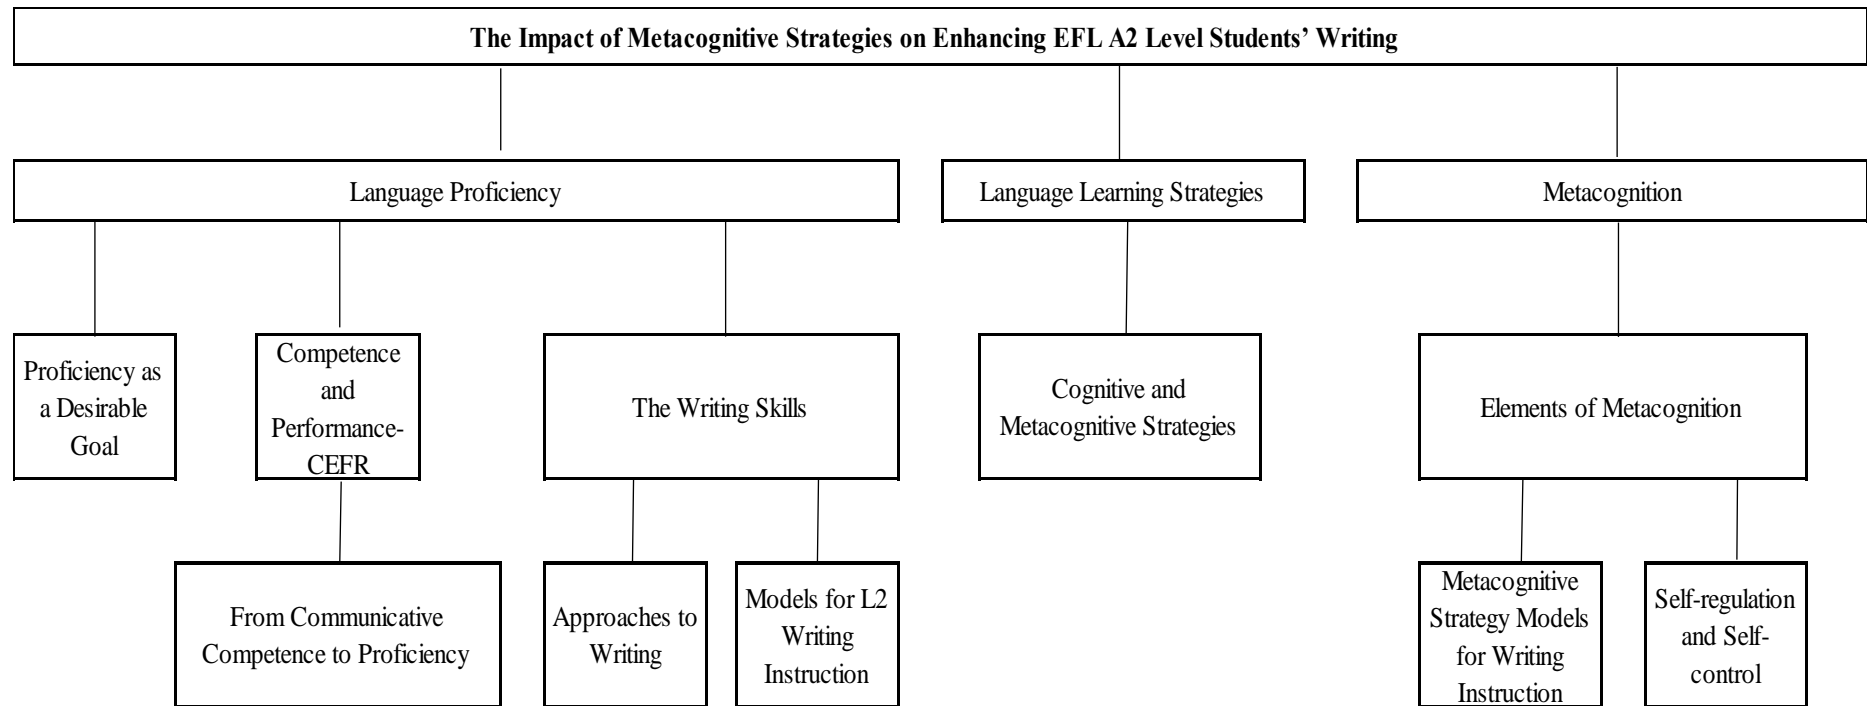 The Impact of Metacognitive Strategies on Enhancing EFL A2 Level Students’ Writing
Language Proficiency
Language Learning Strategies
Metacognition
Proficiency as
a Desirable
Goal
Competence
and
Performance-
CEFR
The Writing Skills
Cognitive and
Metacognitive Strategies
Elements of Metacognition
From Communicative
Competence to Proficiency
Approaches to
Writing
Models for L2
Writing
Instruction
Metacognitive
Strategy Models
for Writing
Instruction
Self-regulation
and Self-
control